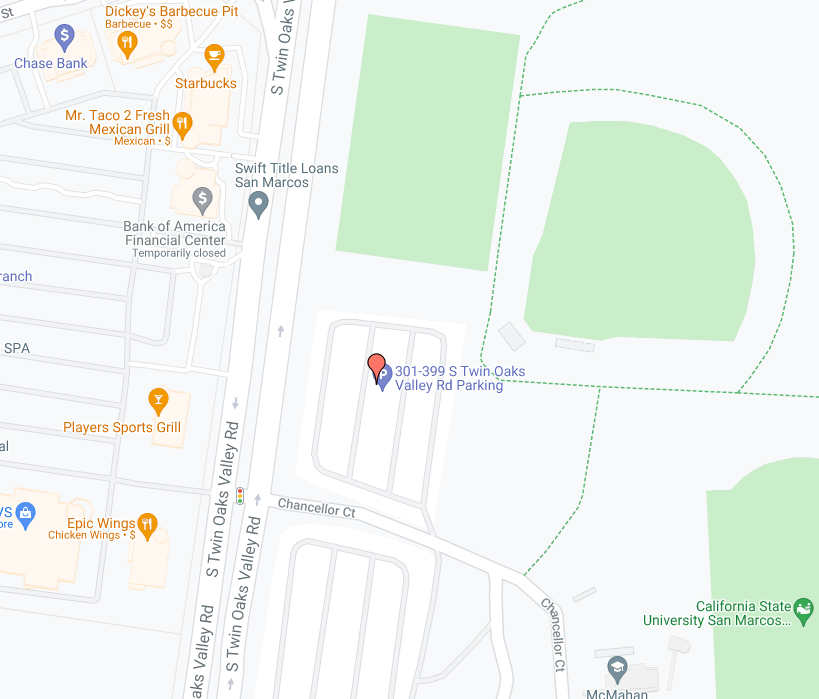 St
Dickey's Barbecue Pit
Barbecue • $$
Chase Bank
Starbucks
S Twin Oaks V
Mr. Taco 2 Fresh
Mexican Grill
Mexican • $
Swift Title Loans
San Marcos
Bank of America
Financial Center
Temporarily closed
ranch
SPA
P
301-399 S Twin Oaks
Valley Rd Parking
Players Sports Grill
al
S Twin Oaks Valley Rd
Chancellor Ct
VS
ore
Epic Wings
Chicken Wings • $
S Twin Oaks Valley Rd
aks Valley Rd
Chancellor Ct
California State
University San Marcos...
McMahan